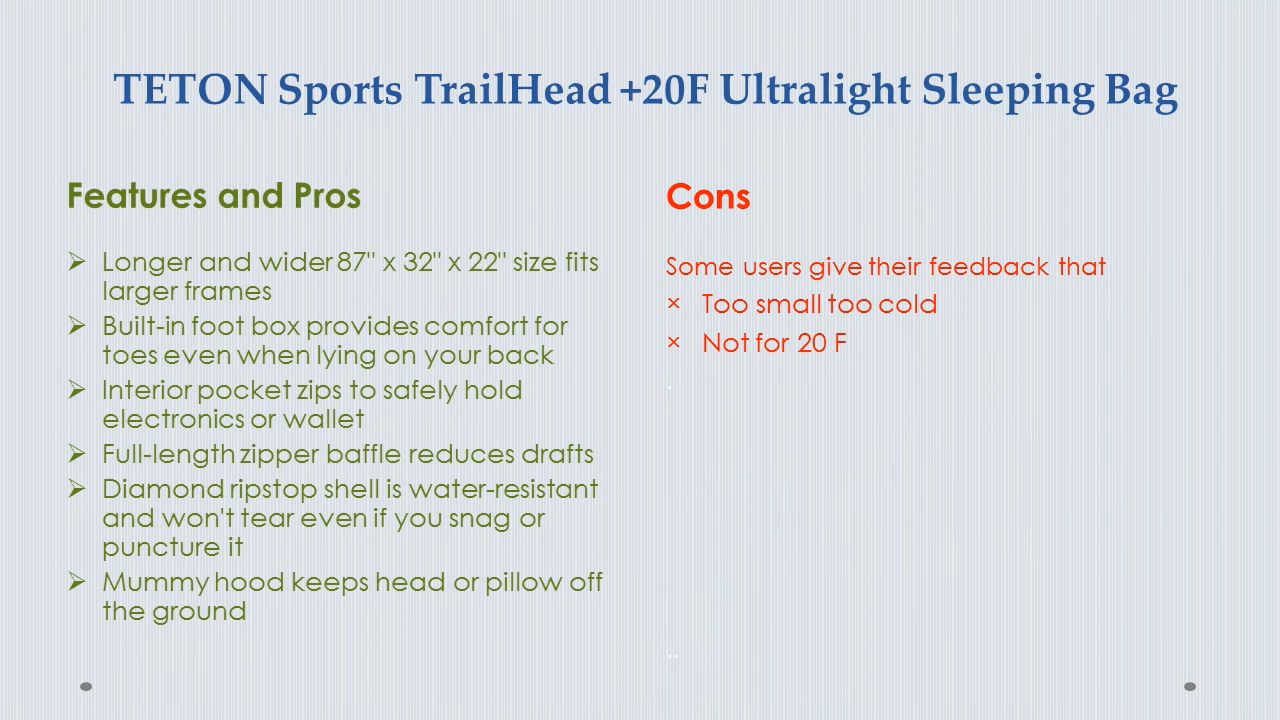 TETON Sports TrailHead +20F Ultralight Sleeping Bag
Features and Pros
➢ Longer and wider 87" x 32" x 22" size fits
larger frames
➢ Built-in foot box provides comfort for
toes even when lying on your back
➢ Interior pocket zips to safely hold
electronics or wallet
➢ Full-length zipper baffle reduces drafts
➢ Diamond ripstop shell is water-resistant
and won't tear even if you snag or
puncture it
➢ Mummy hood keeps head or pillow off
the ground
Cons
Some users give their feedback that
× Too small too cold
× Not for 20 F
.
..